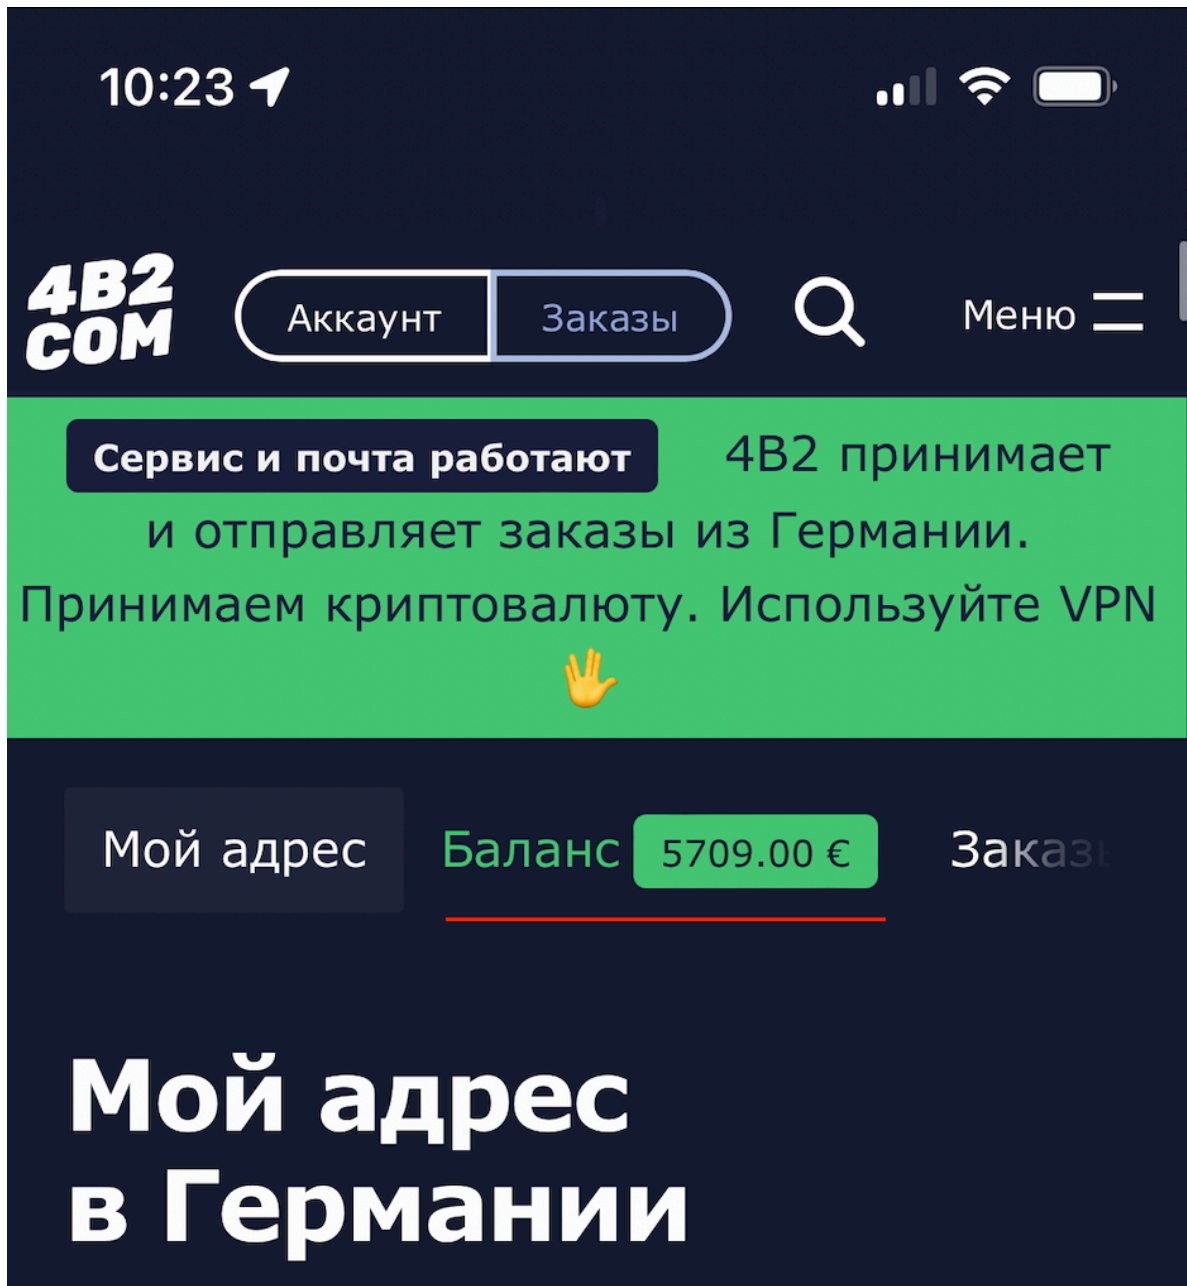 10:23
4B2
COM
Аккаунт
Заказы
Меню
Сервис и почта работают 4B2 принимает
и отправляет заказы из Германии.
Принимаем криптовалюту. Используйте VPN
🖖
Мой адрес
Баланс 5709.00 €
Заказы
Мой адрес
в Германии